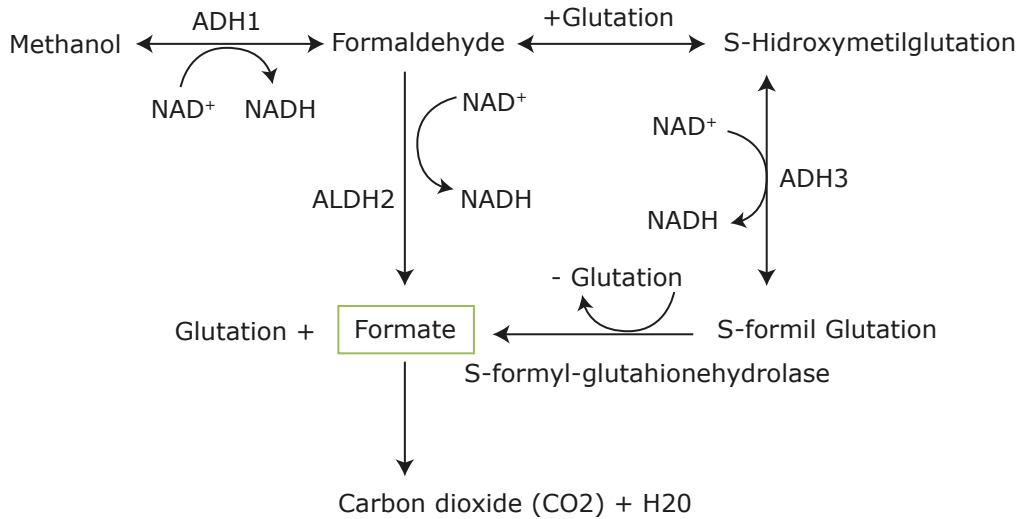 ADH1
+Glutation
Methanol
Formaldehyde
S-Hidroxymetilglutation
NAD⁺
NADH
NAD⁺
NAD⁺
ALDH2
NADH
ADH3
NADH
- Glutation
Glutation +
Formate
S-formil Glutation
S-formyl-glutahionehydrolase
Carbon dioxide (CO2) + H20